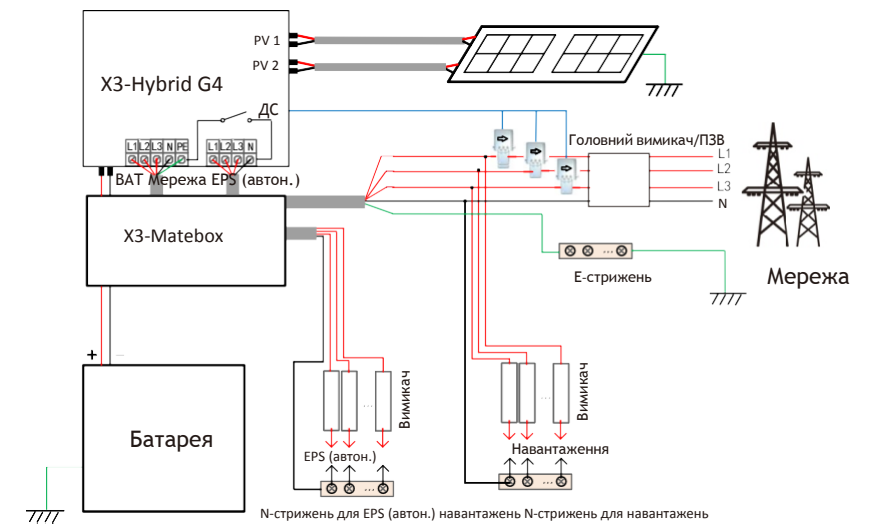 PV 1
PV 2
X3-Hybrid G4
ДС
L1 L2 L3 N PE
L1 L2 L3 N
BAT Мережа EPS (автон.)
Головний вимикач/ПЗВ
L1
L2
L3
N
X3-Matebox
Е-стрижень
Мережа
+
–
Батарея
Вимикач
...
EPS (автон.)
...
Вимикач
...
Навантаження
...
N-стрижень для EPS (автон.) навантажень N-стрижень для навантажень